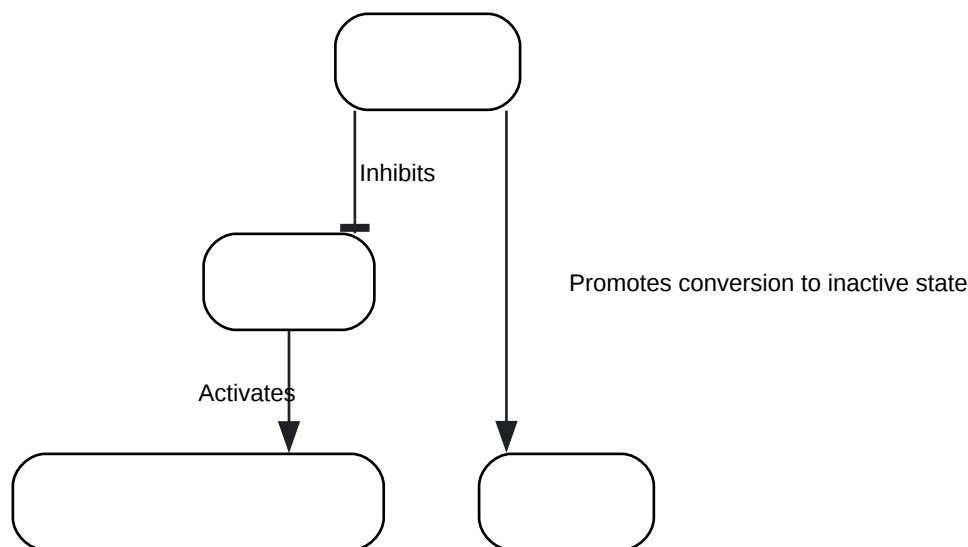 Inhibits
Promotes conversion to inactive state
Activates